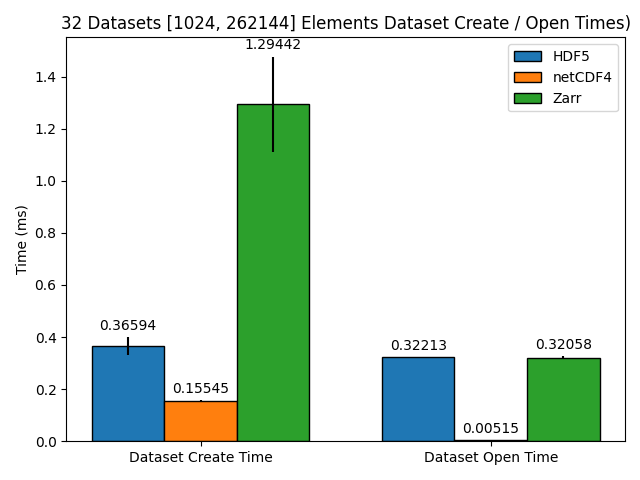 32 Datasets [1024, 262144] Elements Dataset Create / Open Times)
1.29442
HDF5
netCDF4
Zarr
1.4
1.2
1.0
0.8
0.6
0.4
0.2
0.0
Time (ms)
0.36594
0.15545
0.32213
0.00515
0.32058
Dataset Create Time
Dataset Open Time